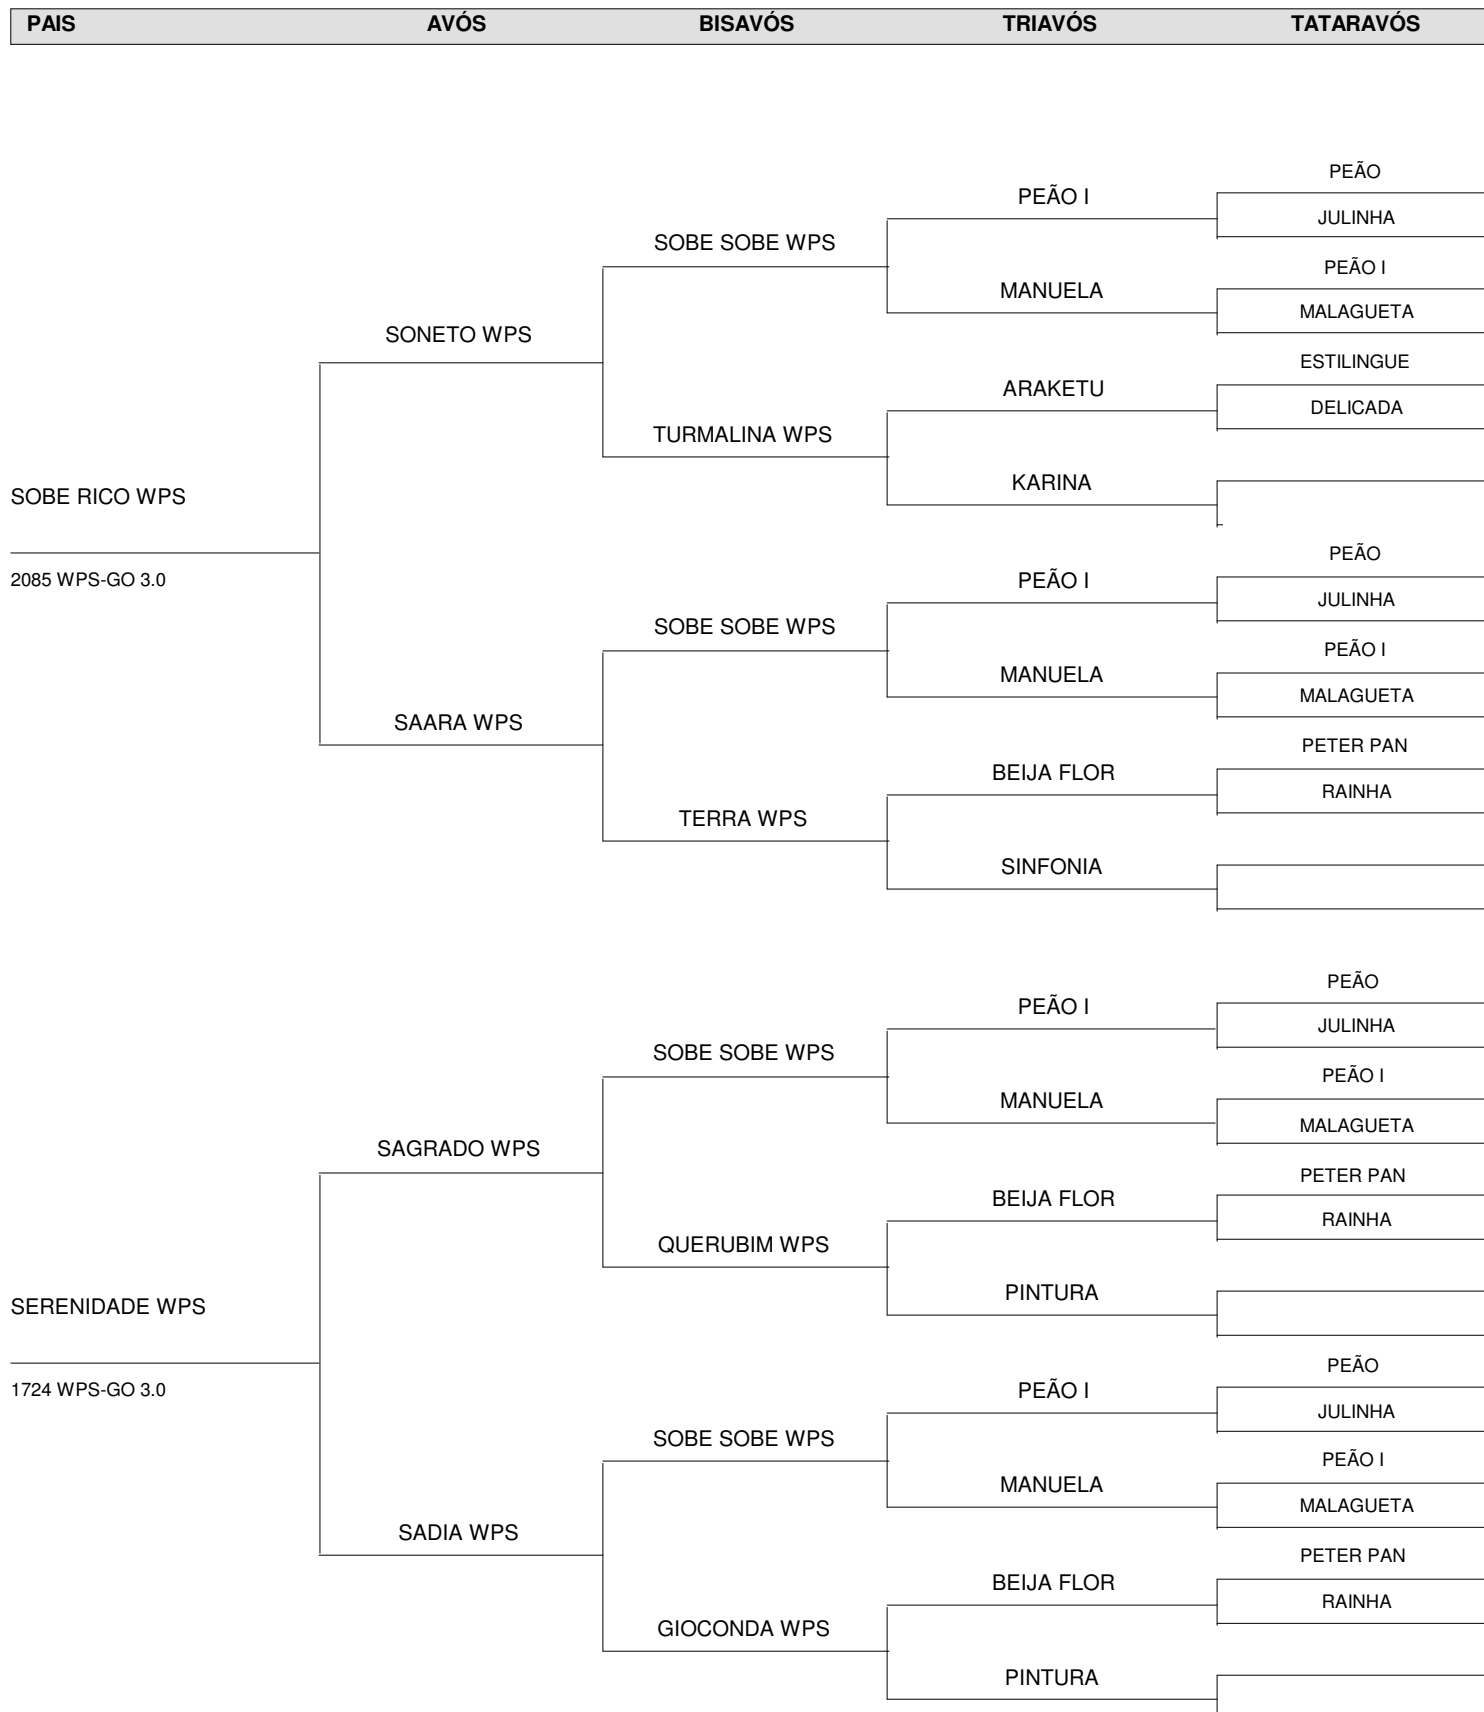 PAIS AVÓS BISAVÓS TRIAVÓS TATARAVÓS
PEÃO
PEÃO I
JULINHA
SOBE SOBE WPS
PEÃO I
MANUELA
MALAGUETA
SONETO WPS
ESTILINGUE
ARAKETU
DELICADA
TURMALINA WPS
KARINA
SOBE RICO WPS
PEÃO
2085 WPS-GO 3.0
PEÃO I
JULINHA
SOBE SOBE WPS
PEÃO I
MANUELA
MALAGUETA
SAARA WPS
PETER PAN
BEIJA FLOR
RAINHA
TERRA WPS
SINFONIA
PEÃO
PEÃO I
JULINHA
SOBE SOBE WPS
PEÃO I
MANUELA
MALAGUETA
SAGRADO WPS
PETER PAN
BEIJA FLOR
RAINHA
QUERUBIM WPS
PINTURA
SERENIDADE WPS
PEÃO
1724 WPS-GO 3.0
PEÃO I
JULINHA
SOBE SOBE WPS
PEÃO I
MANUELA
MALAGUETA
SADIA WPS
PETER PAN
BEIJA FLOR
RAINHA
GIOCONDA WPS
PINTURA